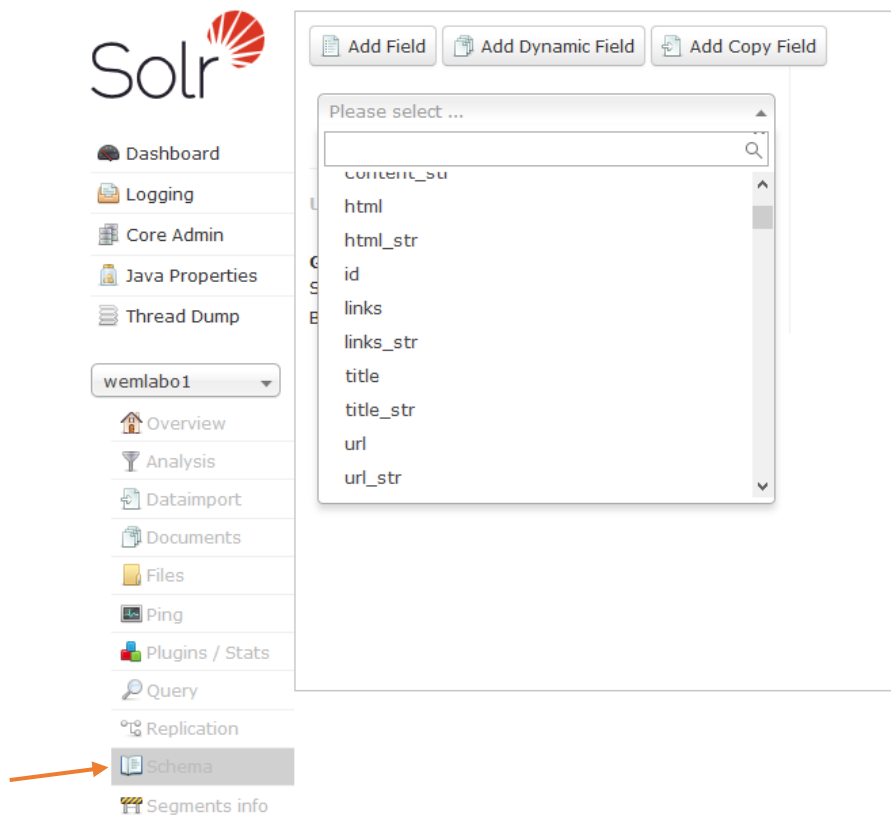 Solr
Dashboard
Logging
Core Admin
Java Properties
Thread Dump
wemlabo1
Overview
Analysis
Dataimport
Documents
Files
Ping
Plugins / Stats
Query
Replication
Schema
Segments info
Add Field Add Dynamic Field Add Copy Field
Please select ...
content_str
html
html_str
id
links
links_str
title
title_str
url
url_str